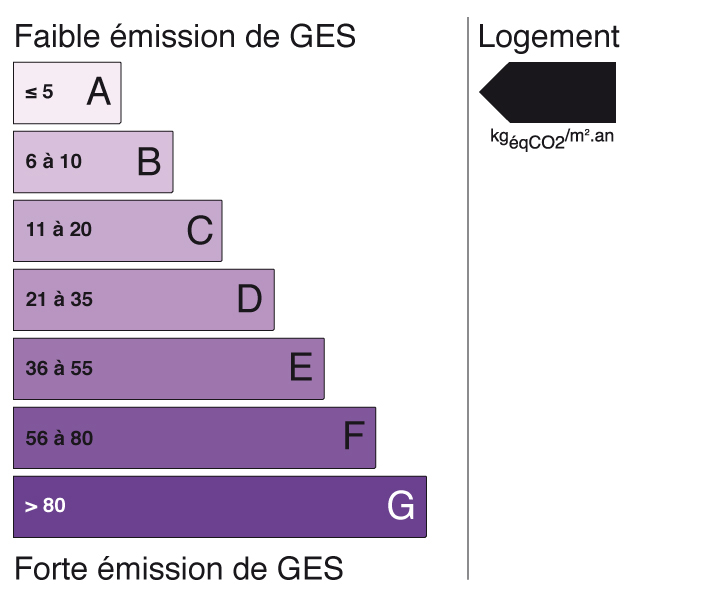 Faible émission de GES
≤ 5 A
6 à 10 B
11 à 20 C
21 à 35 D
36 à 55 E
56 à 80 F
> 80 G
Forte émission de GES
Logement
kgéqCO2/m².an